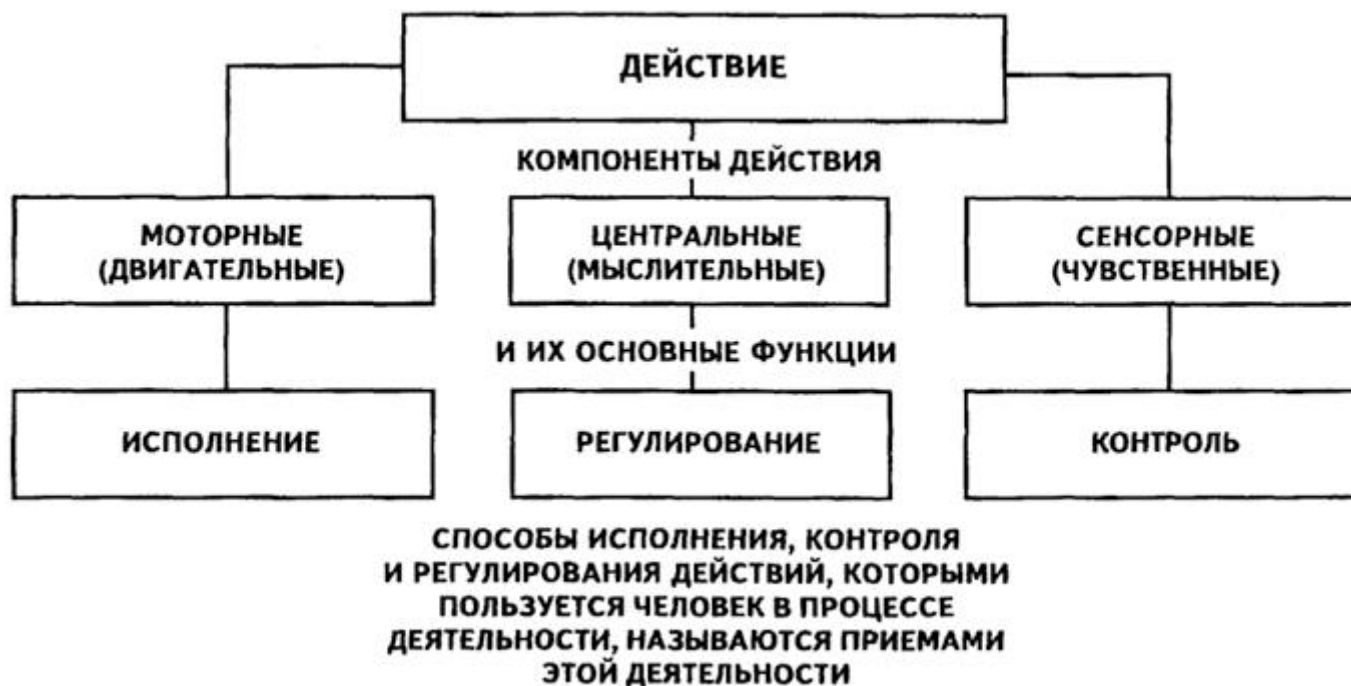 ДЕЙСТВИЕ
КОМПОНЕНТЫ ДЕЙСТВИЯ
МОТОРНЫЕ
(ДВИГАТЕЛЬНЫЕ)
ЦЕНТРАЛЬНЫЕ
(МЫСЛИТЕЛЬНЫЕ)
СЕНСОРНЫЕ
(ЧУВСТВЕННЫЕ)
И ИХ ОСНОВНЫЕ ФУНКЦИИ
ИСПОЛНЕНИЕ
РЕГУЛИРОВАНИЕ
КОНТРОЛЬ
СПОСОБЫ ИСПОЛНЕНИЯ, КОНТРОЛЯ
И РЕГУЛИРОВАНИЯ ДЕЙСТВИЙ, КОТОРЫМИ
ПОЛЬЗУЕТСЯ ЧЕЛОВЕК В ПРОЦЕССЕ
ДЕЯТЕЛЬНОСТИ, НАЗЫВАЮТСЯ ПРИЕМАМИ
ЭТОЙ ДЕЯТЕЛЬНОСТИ